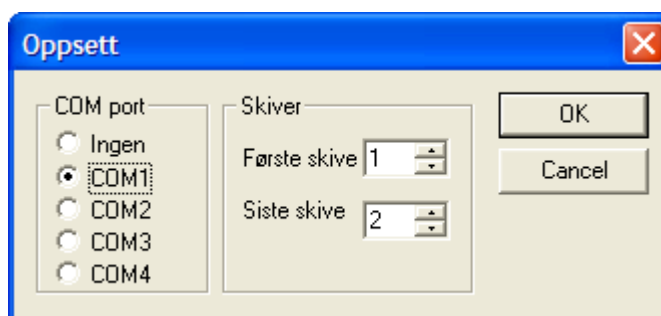 Oppsett
COM port
Ingen
COM1
COM2
COM3
COM4
Skiver
Første skive 1
Siste skive 2
OK
Cancel